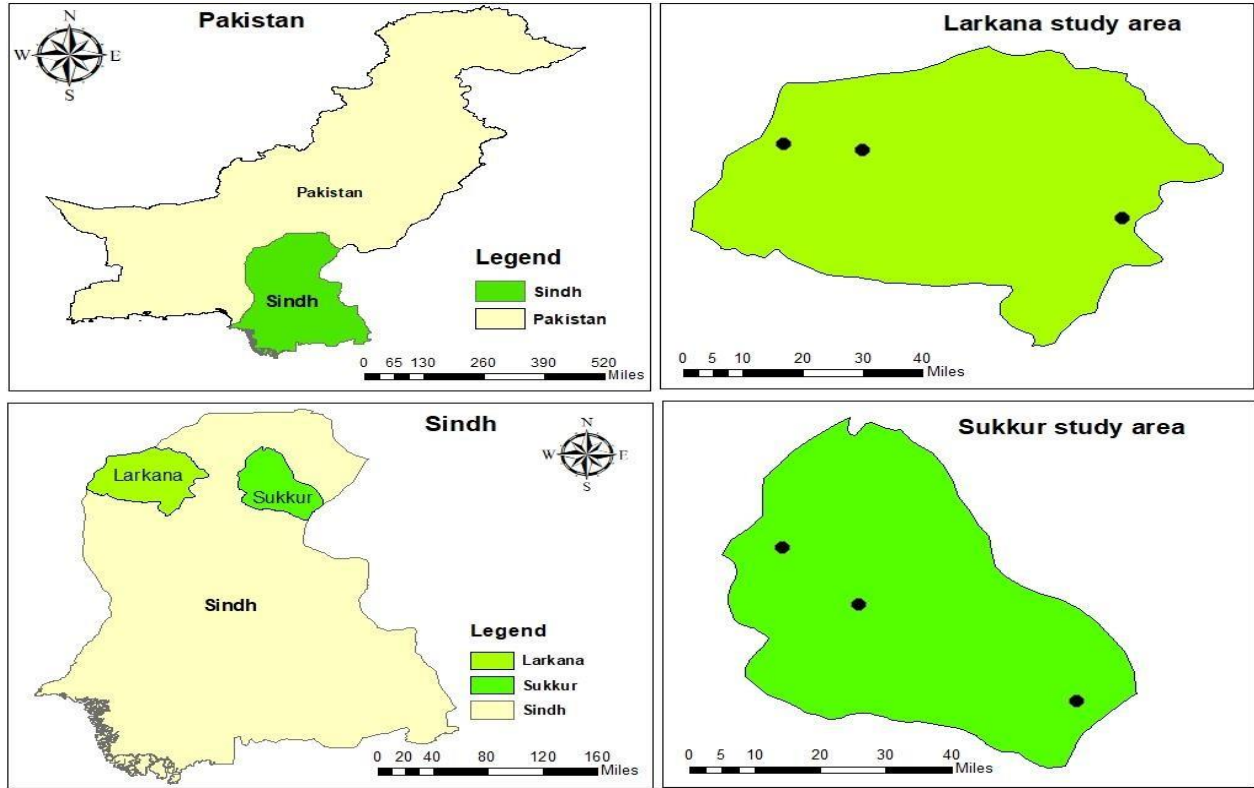 Pakistan
N
W E
S
Pakistan
Sindh
Legend
Sindh
Pakistan
0 65 130 260 390 520
Miles
Larkana study area
0 5 10 20 30 40
Miles
Sindh
N
W E
S
Larkana
Sukkur
Sindh
Legend
Larkana
Sukkur
Sindh
0 20 40 80 120 160
Miles
Sukkur study area
0 5 10 20 30 40
Miles